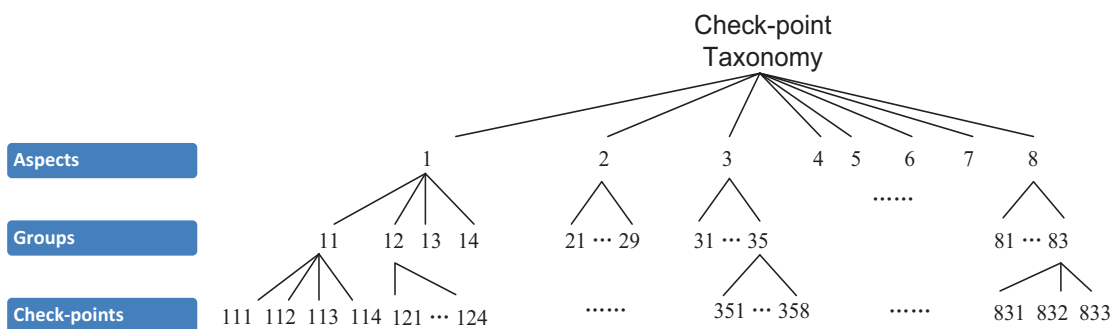 Check-point
Taxonomy
Aspects 1 2 3 4 5 6 7 8
......
Groups 11 12 13 14 21 ... 29 31 ... 35 81 ... 83
Check-points 111 112 113 114 121 ... 124 ...... 351 ... 358 ...... 831 832 833